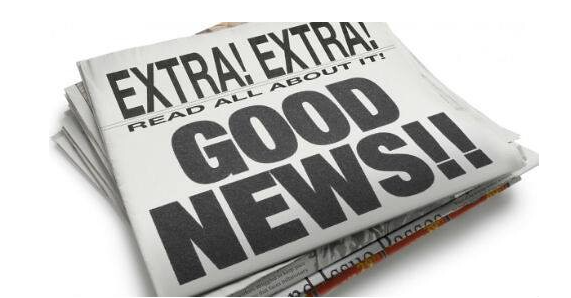 EXTRA! EXTRA!
READ ALL ABOUT IT!
GOOD
NEWS!!